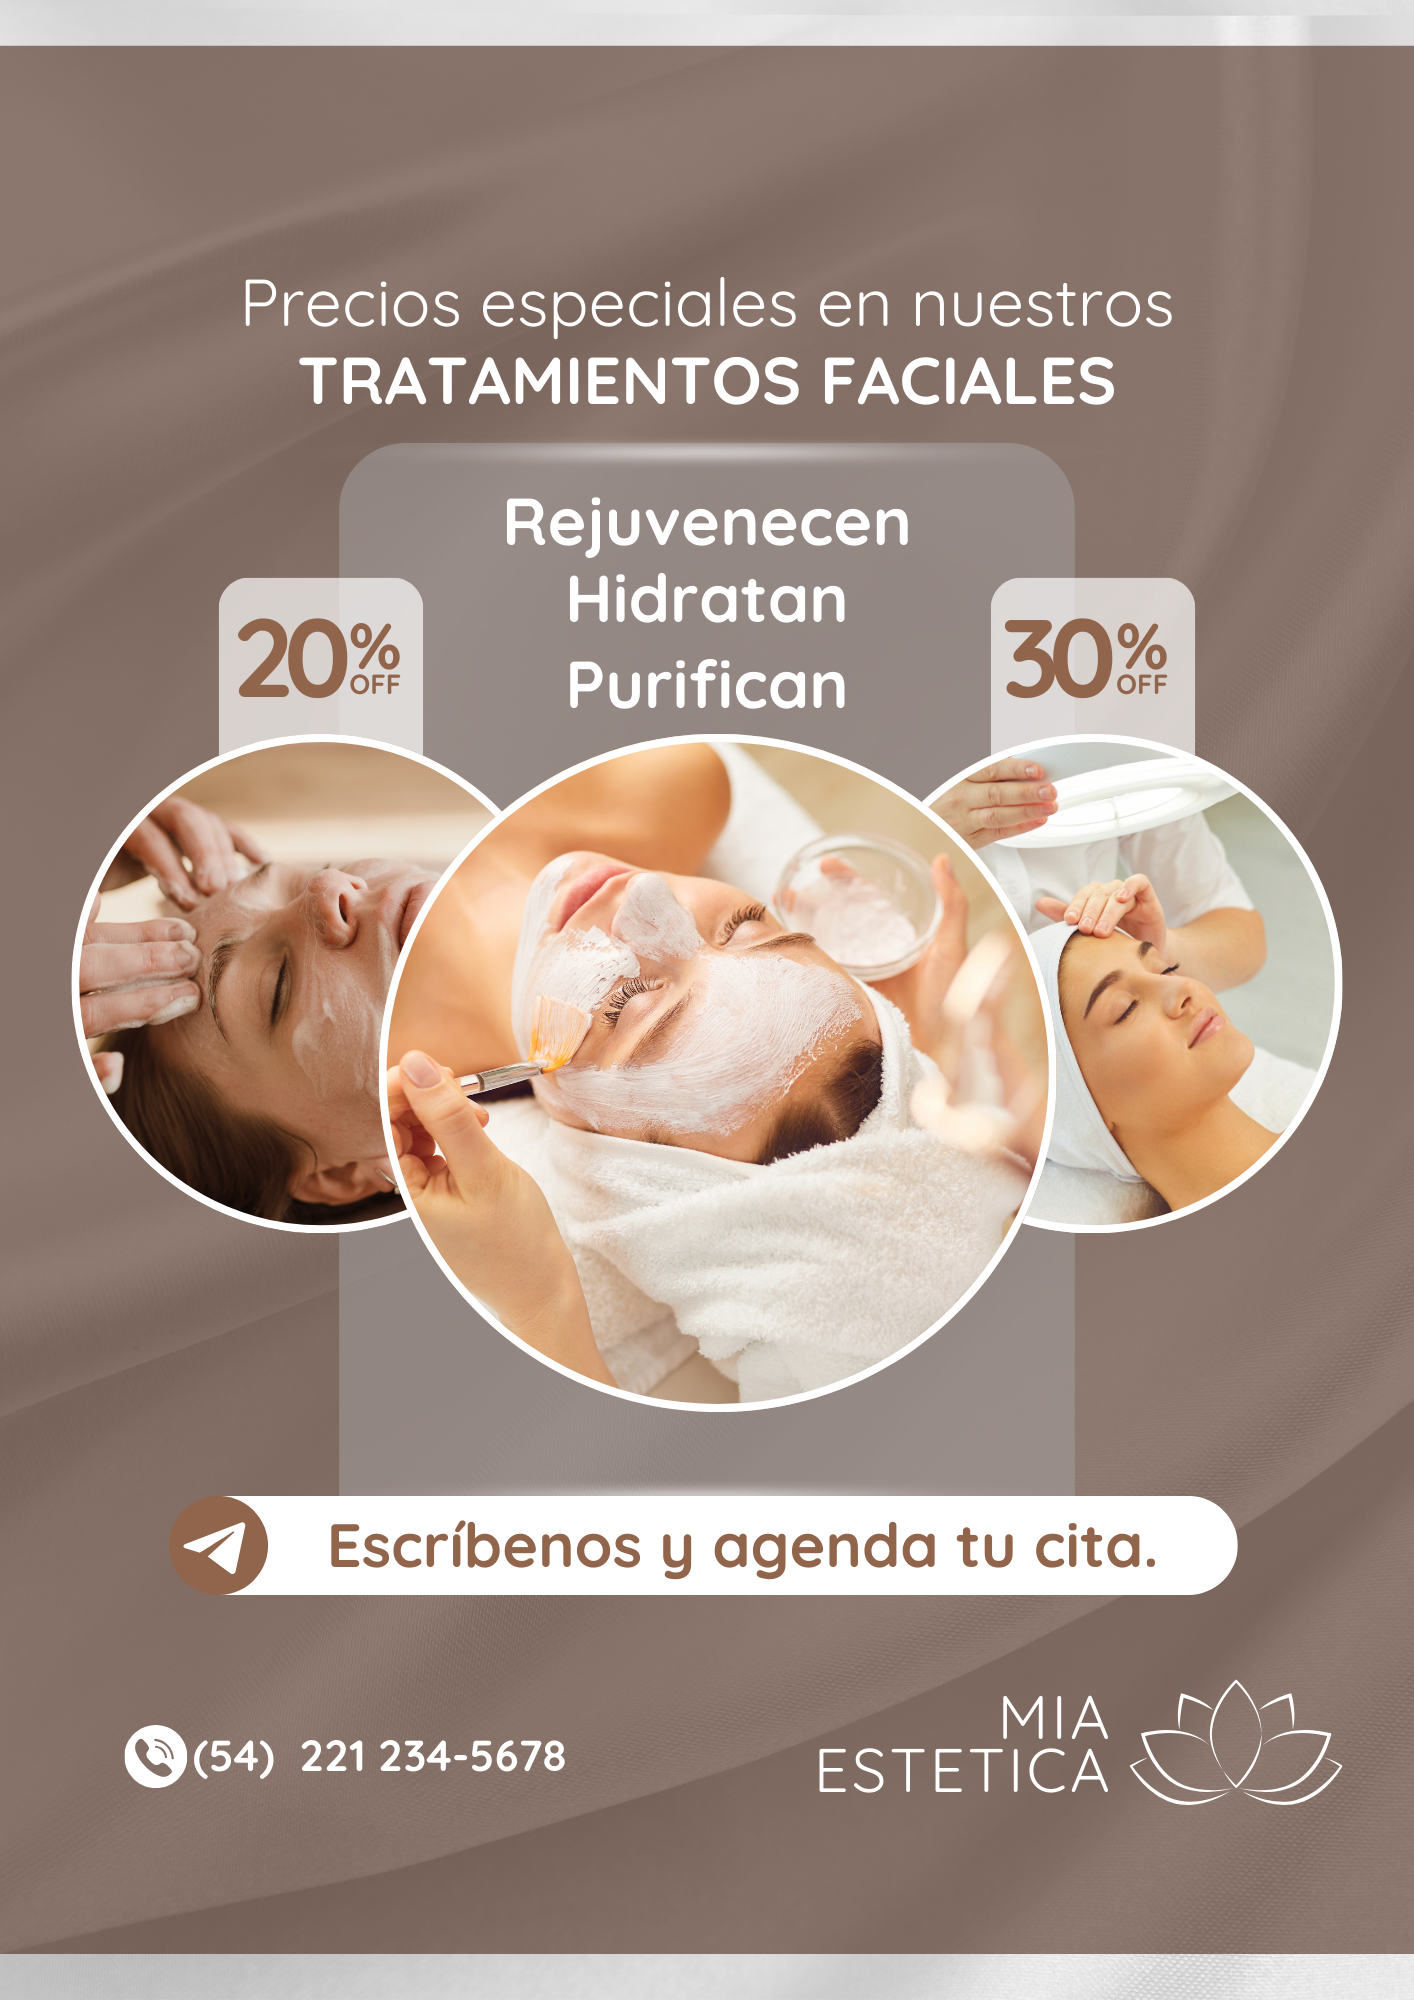 Precios especiales en nuestros
TRATAMIENTOS FACIALES
Rejuvenecen
Hidratan
Purifican
20%
OFF
30%
OFF
Escríbenos y agenda tu cita.
(54) 221 234-5678
MIA
ESTETICA